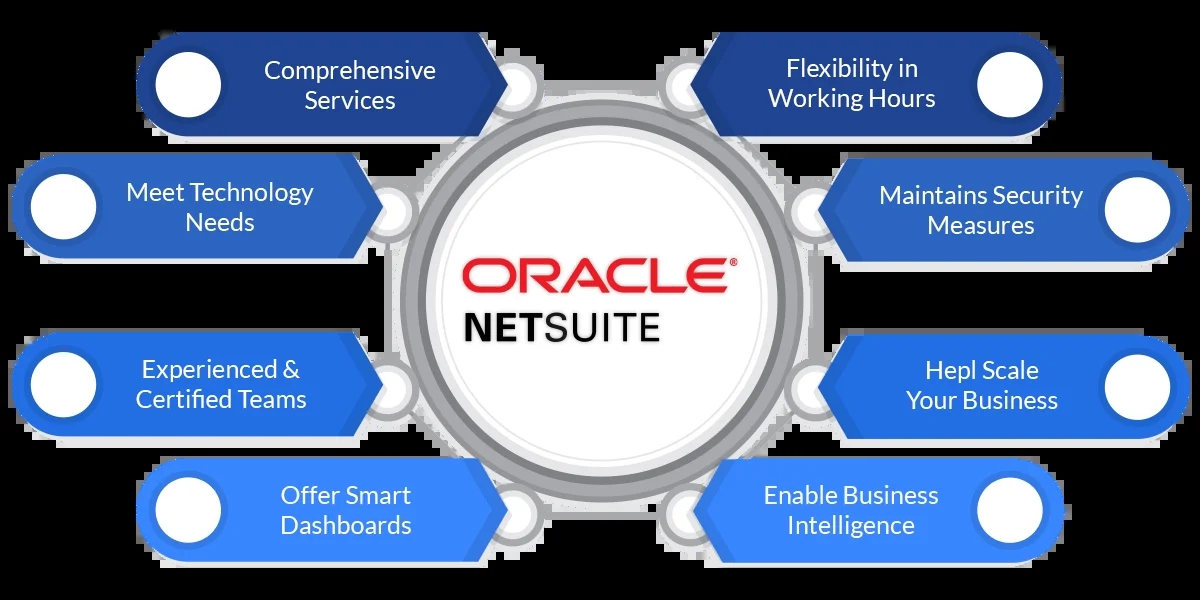 Comprehensive
Services
Flexibility in
Working Hours
Meet Technology
Needs
Maintains Security
Measures
ORACLE®
NETSUITE
Experienced &
Certified Teams
Hepl Scale
Your Business
Offer Smart
Dashboards
Enable Business
Intelligence